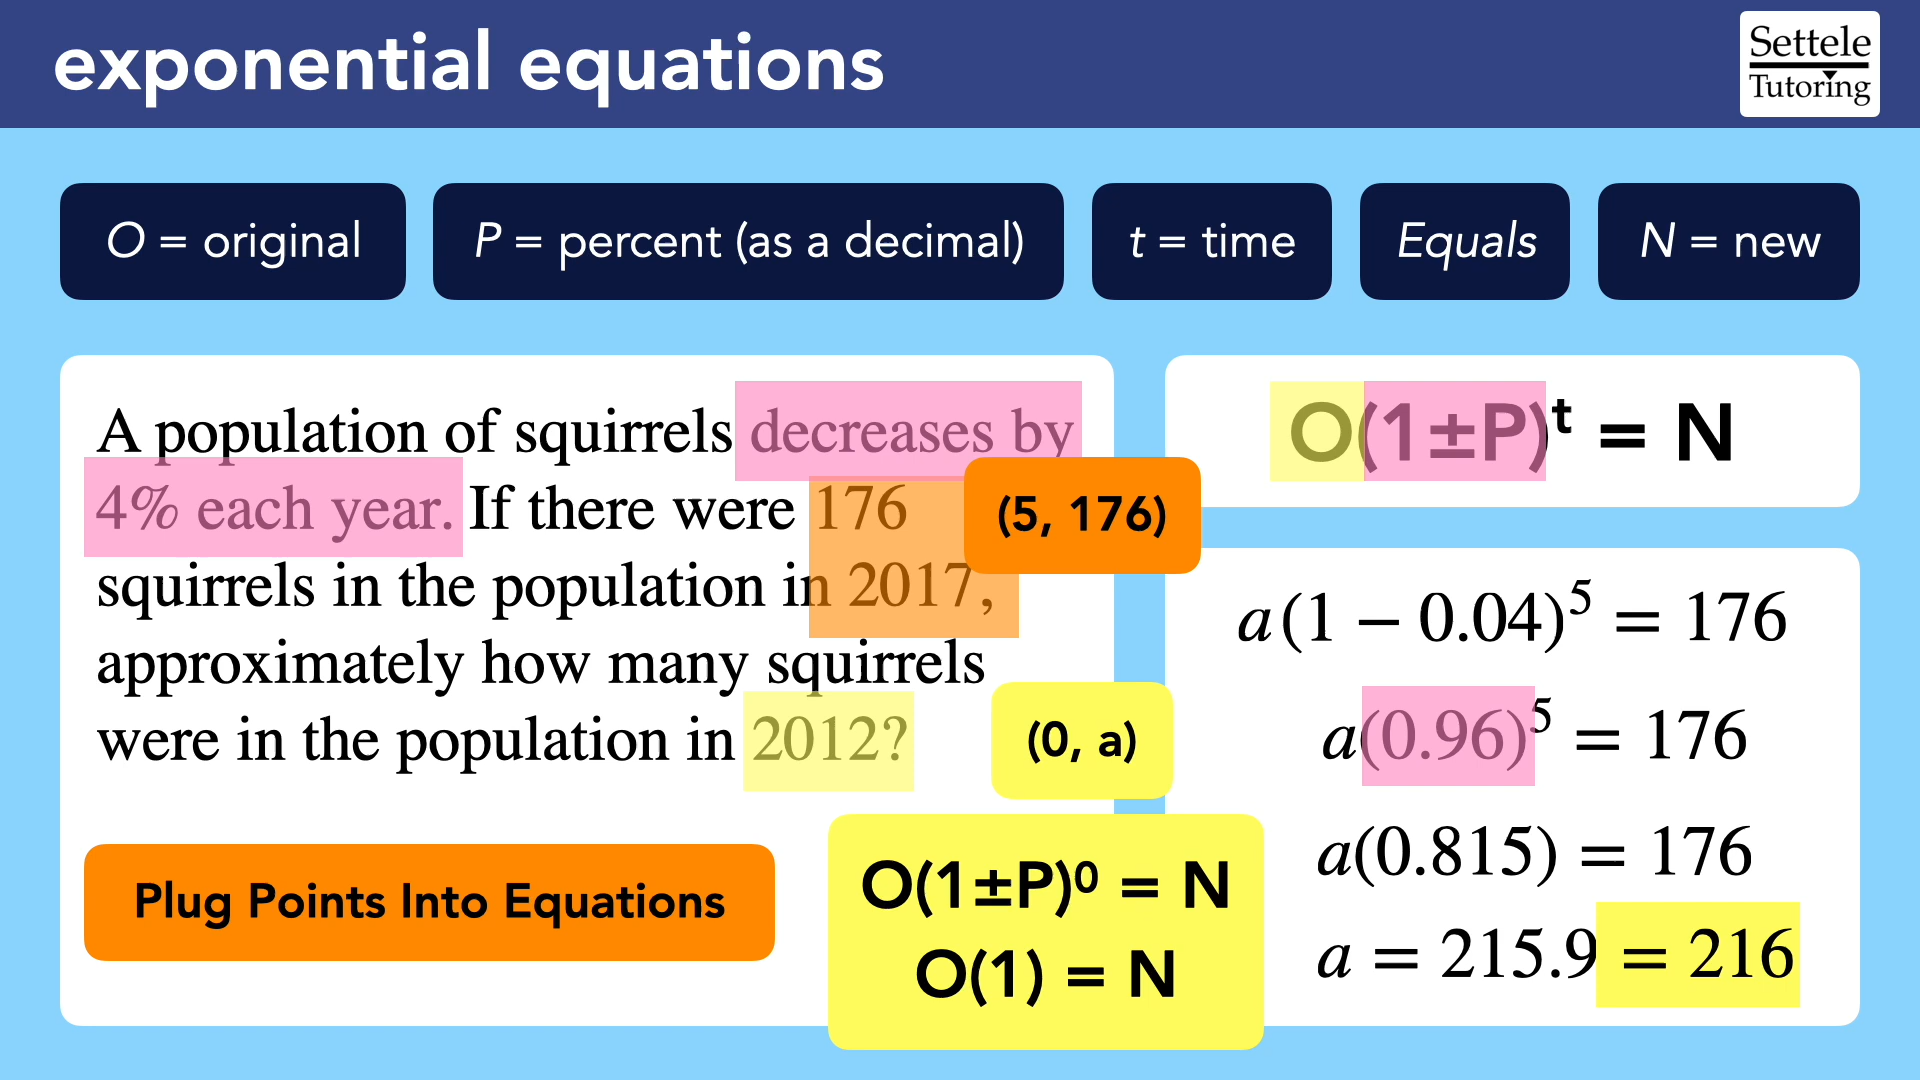 exponential equations
Settele
Tutoring
O = original
P = percent (as a decimal)
t = time
Equals
N = new
A population of squirrels decreases by
4% each year. If there were 176
squirrels in the population in 2017,
approximately how many squirrels
were in the population in 2012?
(5, 176)
(0, a)
Plug Points Into Equations
O(1±P)⁰ = N
O(1) = N
O(1±P)ᵗ = N
a(1 − 0.04)⁵ = 176
a(0.96)⁵ = 176
a(0.815) = 176
a = 215.9 = 216